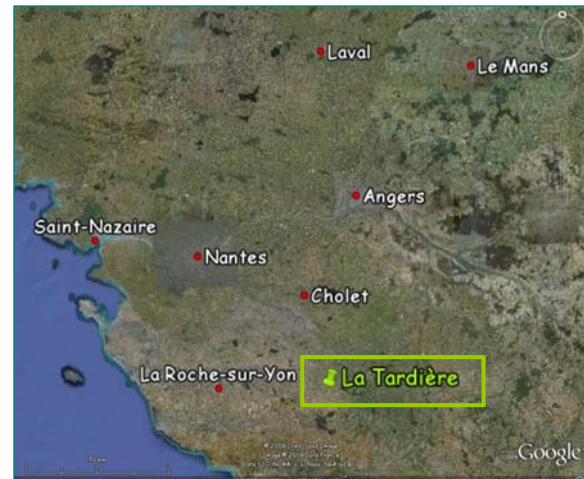 Laval
Le Mans
Angers
Saint-Nazaire
Nantes
Cholet
La Roche-sur-Yon
La Tardière
Google